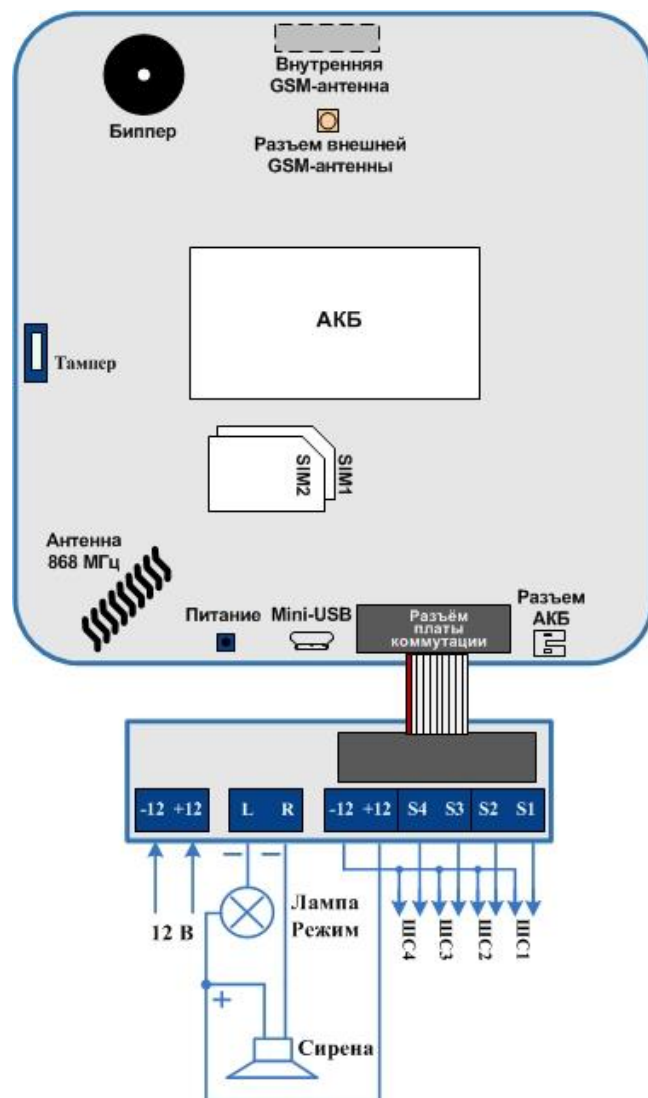 Внутренняя
GSM-антенна
Биппер
Разъем внешней
GSM-антенны
АКБ
Тампер
SIM1
SIM2
Антенна
868 МГц
Питание
Mini-USB
Разъём
платы
коммутации
Разъем
АКБ
-12 +12 L R -12 +12 S4 S3 S2 S1
12 В
– –
Лампа
Режим
ШС4 ШС3 ШС2 ШС1
+
Сирена